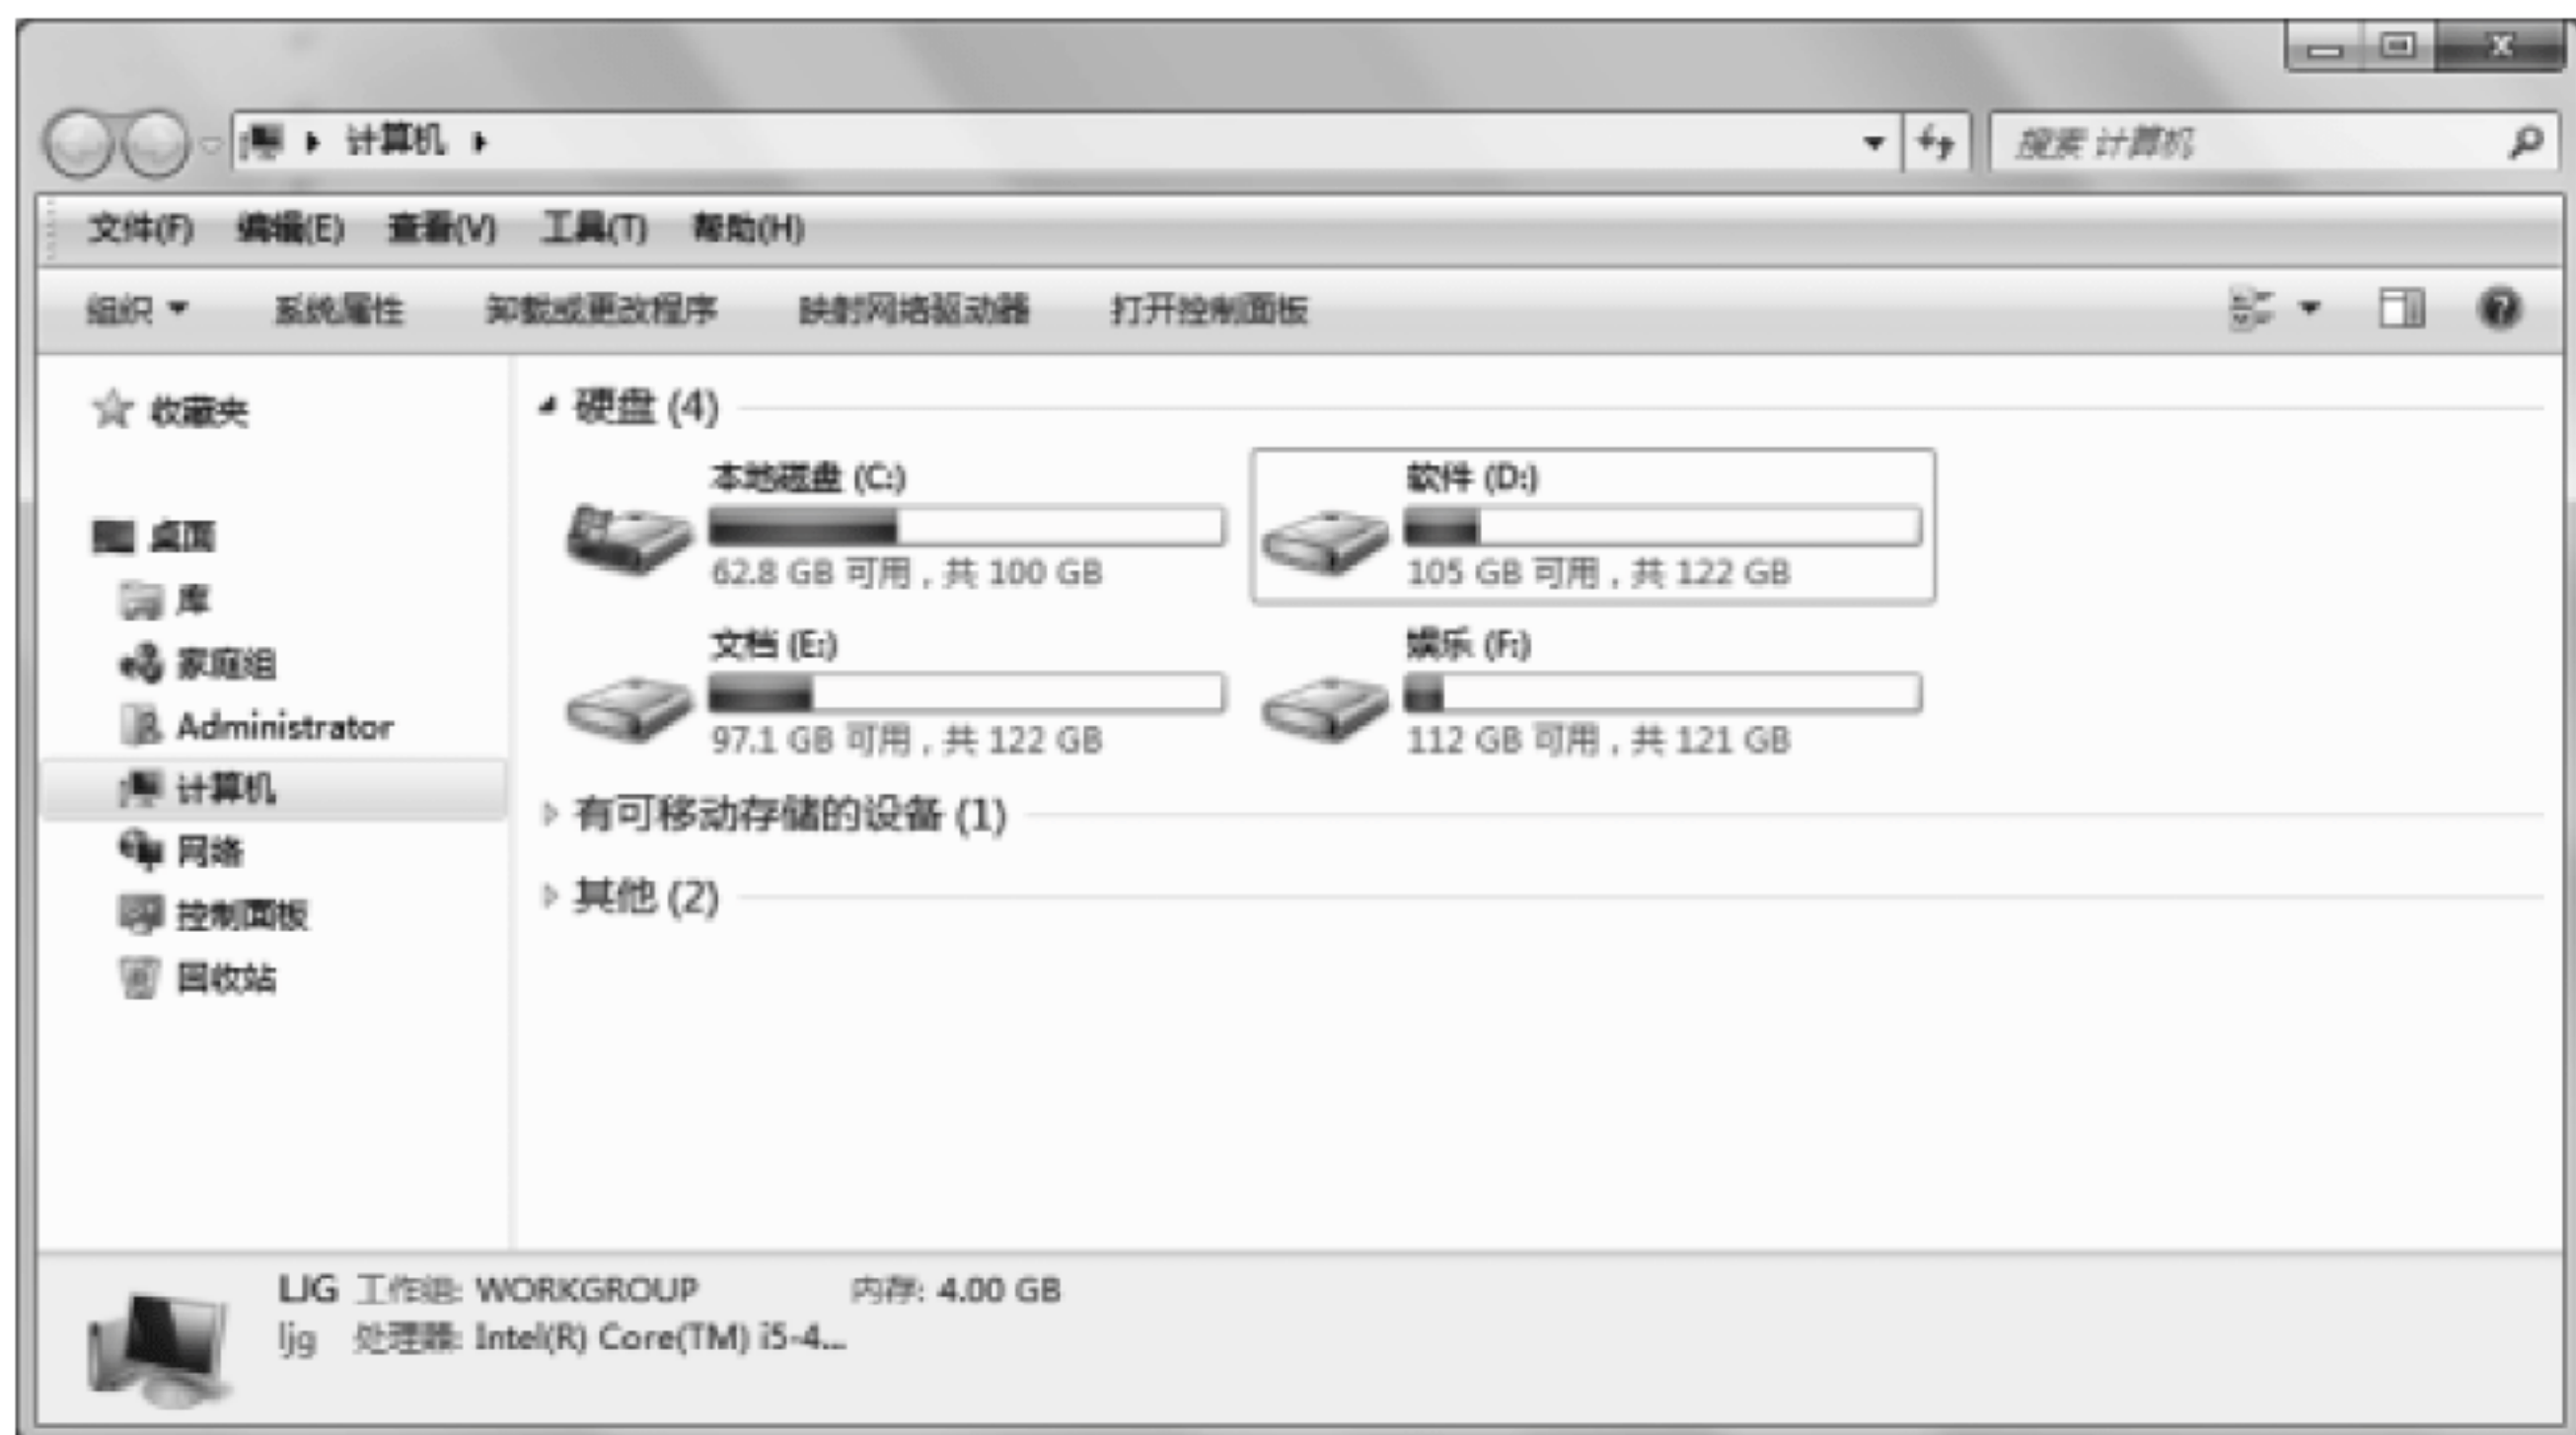 计算机
搜索 计算机
文件(F) 编辑(E) 查看(V) 工具(T) 帮助(H)
组织 系统属性 卸载或更改程序 映射网络驱动器 打开控制面板
收藏夹
桌面
库
家庭组
Administrator
计算机
网络
控制面板
回收站
硬盘 (4)
本地磁盘 (C:)
62.8 GB 可用 , 共 100 GB
软件 (D:)
105 GB 可用 , 共 122 GB
文档 (E:)
97.1 GB 可用 , 共 122 GB
娱乐 (F:)
112 GB 可用 , 共 121 GB
有可移动存储的设备 (1)
其他 (2)
LJG 工作组: WORKGROUP 内存: 4.00 GB
ljg 处理器: Intel(R) Core(TM) i5-4...